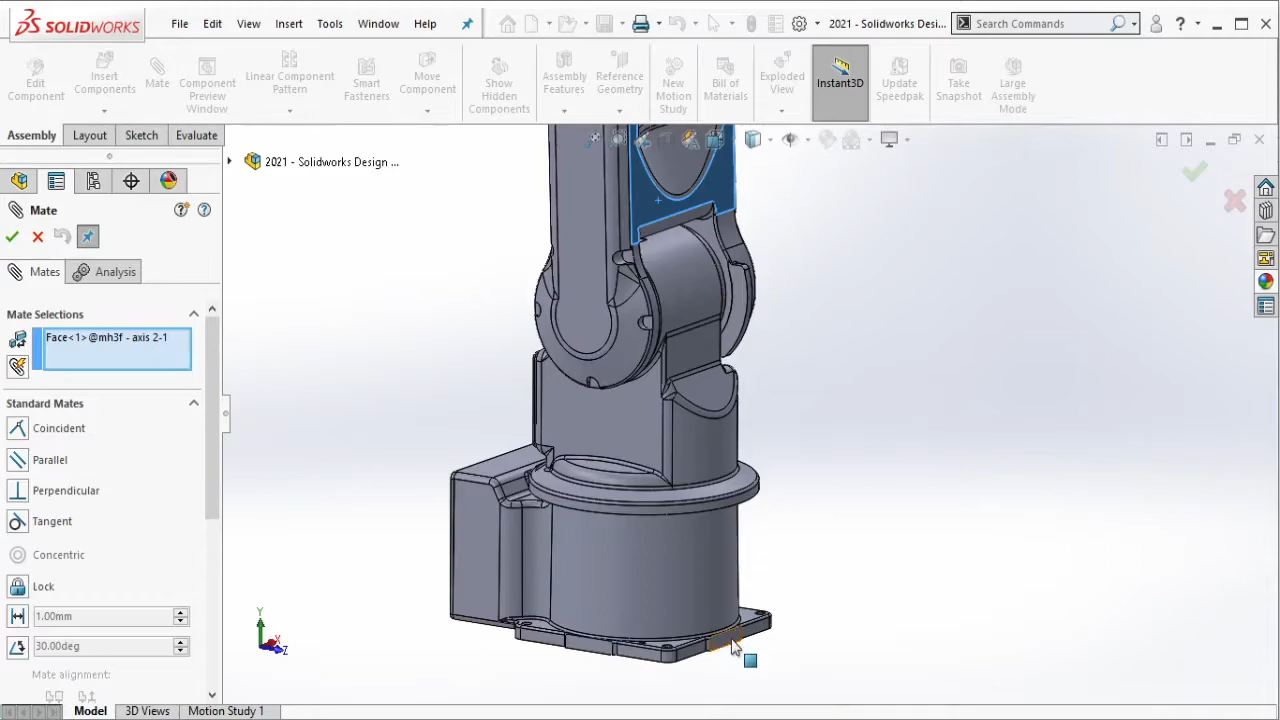 SOLIDWORKS
File Edit View Insert Tools Window Help
2021 - Solidworks Desi...
Search Commands
?
Edit Component
Insert Components
Mate
Component Preview Window
Linear Component Pattern
Smart Fasteners
Move Component
Show Hidden Components
Assembly Features
Reference Geometry
New Motion Study
Bill of Materials
Exploded View
Instant3D
Update Speedpak
Take Snapshot
Large Assembly Mode
Assembly Layout Sketch Evaluate
2021 - Solidworks Design ...
Mate
Mates Analysis
Mate Selections
Face<1>@mh3f - axis 2-1
Standard Mates
Coincident
Parallel
Perpendicular
Tangent
Concentric
Lock
1.00mm
30.00deg
Mate alignment:
Y
X
Z
Model 3D Views Motion Study 1